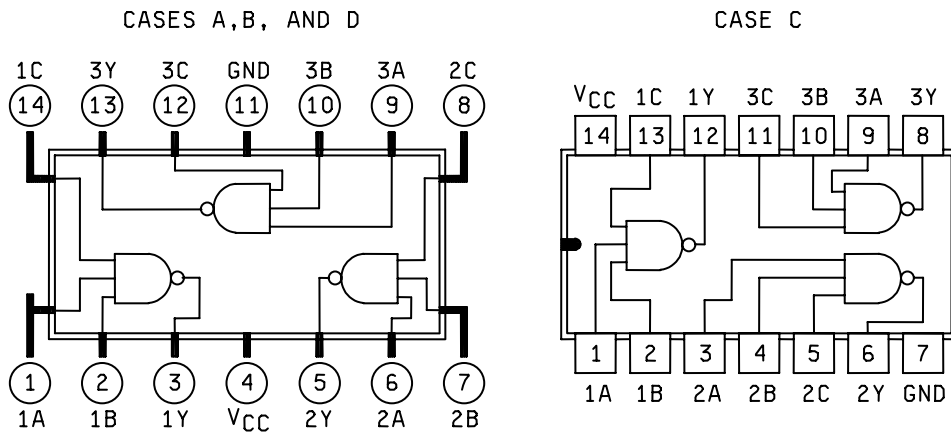 CASES A,B, AND D
1C 3Y 3C GND 3B 3A 2C
14 13 12 11 10 9 8
1 2 3 4 5 6 7
1A 1B 1Y VCC 2Y 2A 2B
CASE C
VCC 1C 1Y 3C 3B 3A 3Y
14 13 12 11 10 9 8
1 2 3 4 5 6 7
1A 1B 2A 2B 2C 2Y GND